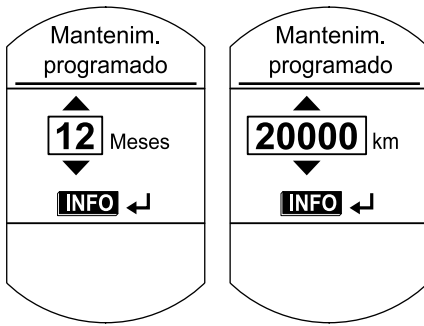 Mantenim.
programado
12 Meses
INFO
Mantenim.
programado
20000 km
INFO